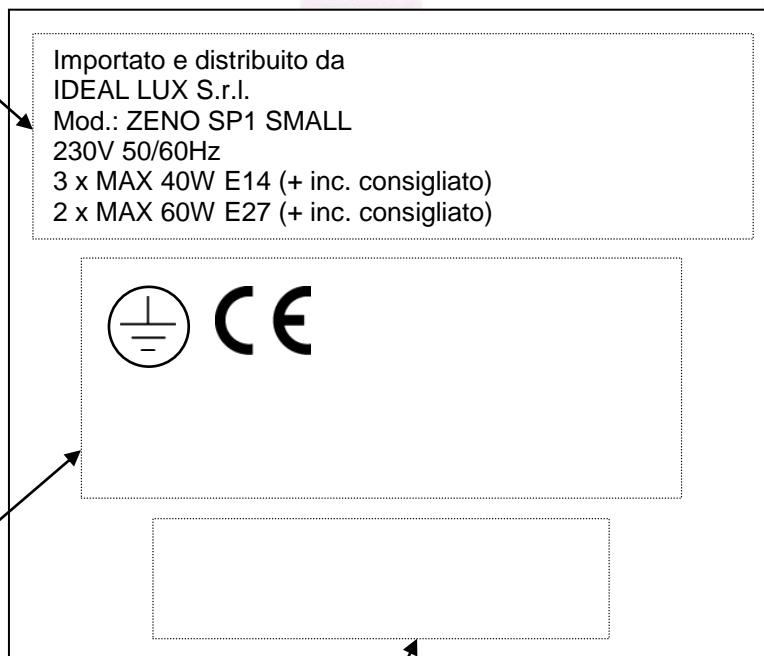 Importato e distribuito da
IDEAL LUX S.r.l.
Mod.: ZENO SP1 SMALL
230V 50/60Hz
3 x MAX 40W E14 (+ inc. consigliato)
2 x MAX 60W E27 (+ inc. consigliato)
CE